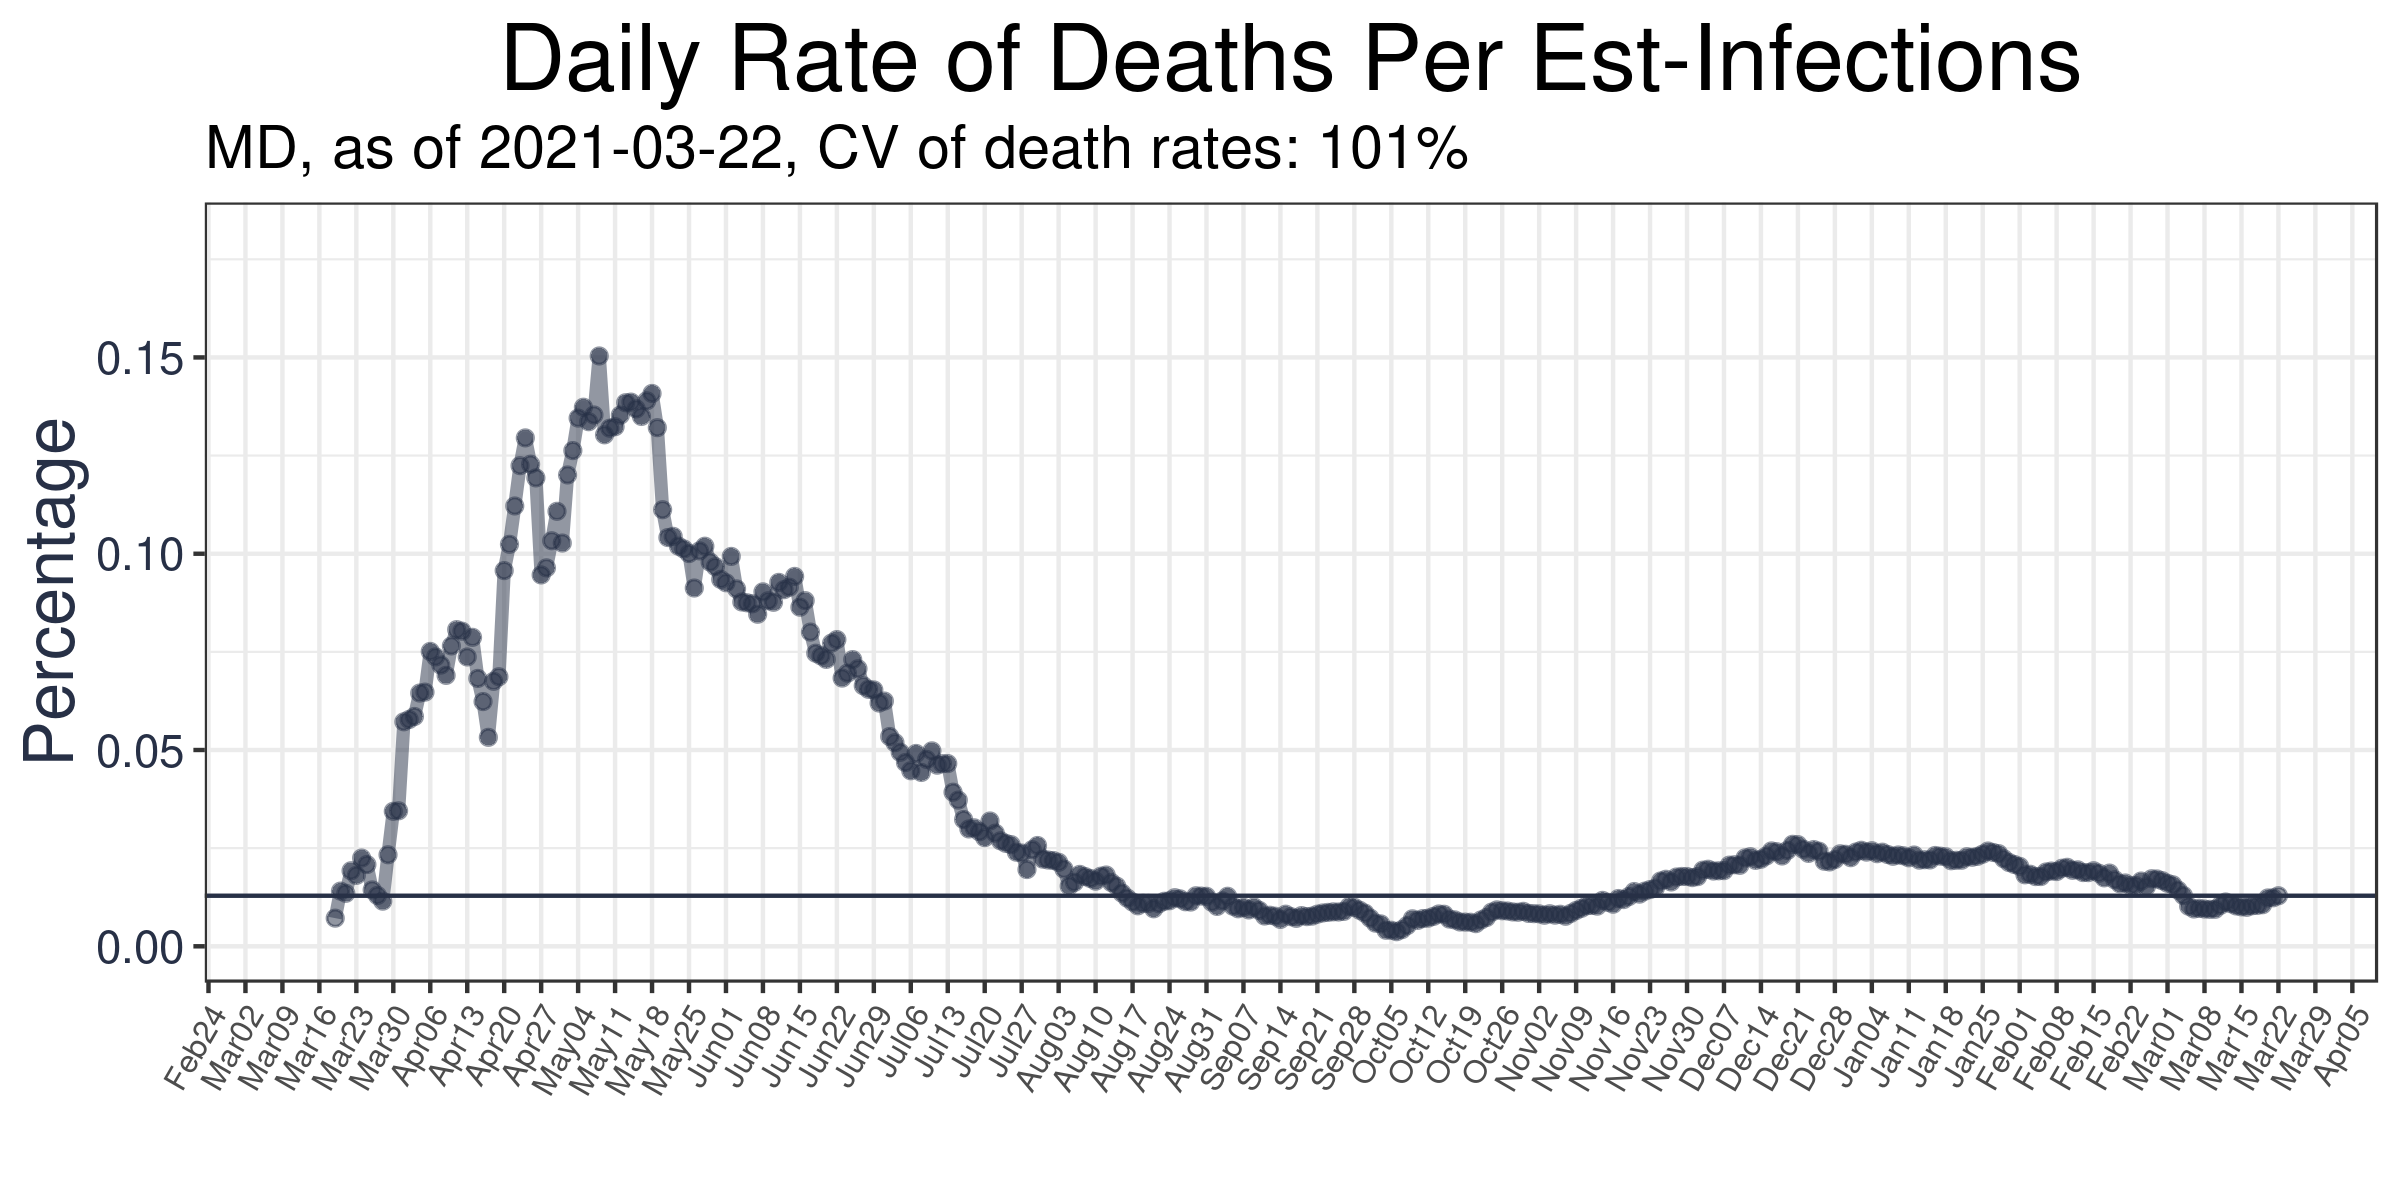 Daily Rate of Deaths Per Est-Infections
MD, as of 2021-03-22, CV of death rates: 101%
Percentage
0.15
0.10
0.05
0.00
Feb24
Mar02
Mar09
Mar16
Mar23
Mar30
Apr06
Apr13
Apr20
Apr27
May04
May11
May18
May25
Jun01
Jun08
Jun15
Jun22
Jun29
Jul06
Jul13
Jul20
Jul27
Aug03
Aug10
Aug17
Aug24
Aug31
Sep07
Sep14
Sep21
Sep28
Oct05
Oct12
Oct19
Oct26
Nov02
Nov09
Nov16
Nov23
Nov30
Dec07
Dec14
Dec21
Dec28
Jan04
Jan11
Jan18
Jan25
Feb01
Feb08
Feb15
Feb22
Mar01
Mar08
Mar15
Mar22
Mar29
Apr05